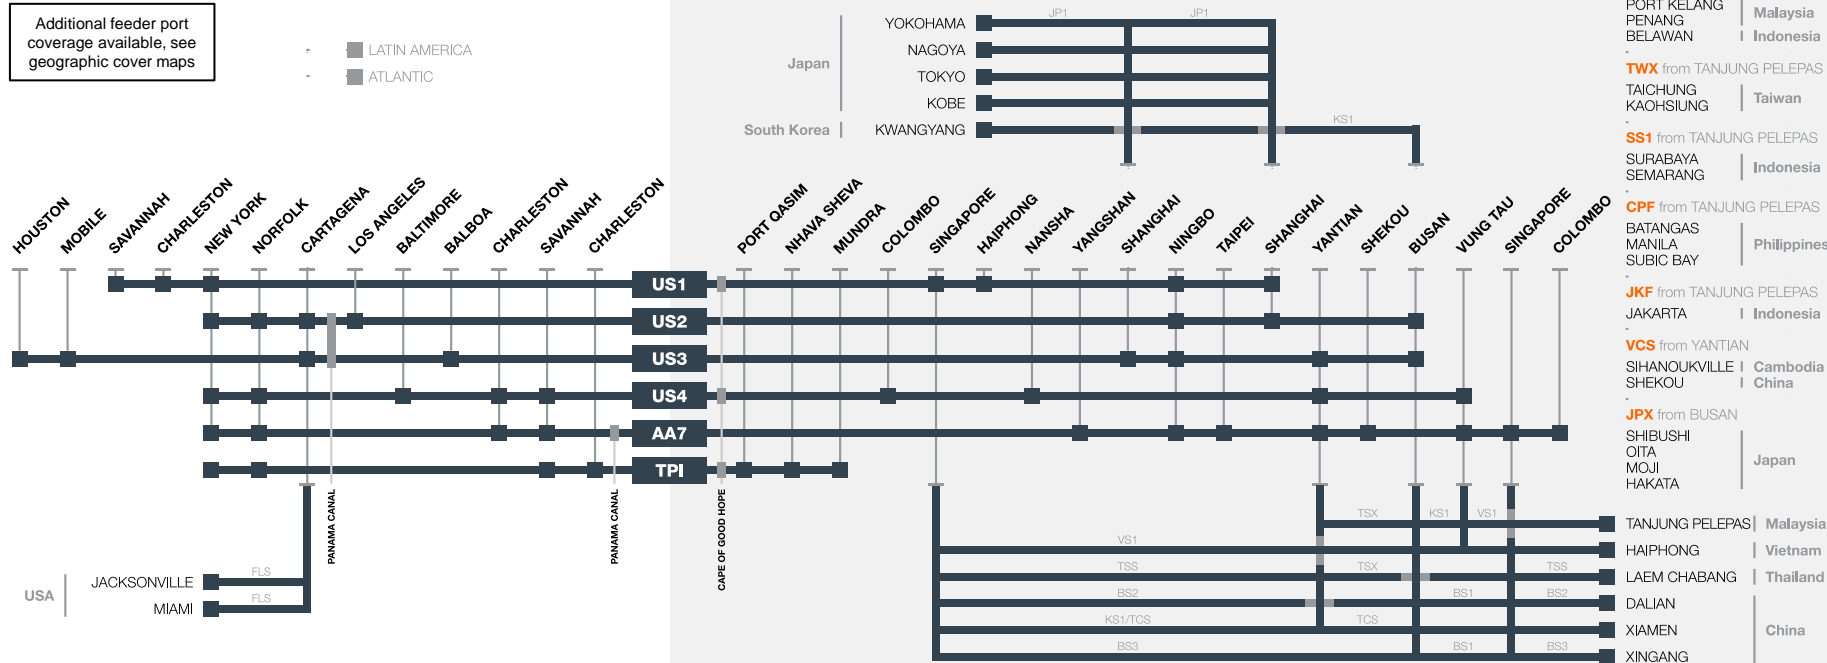 Additional feeder port
coverage available, see
geographic cover maps
LATIN AMERICA
ATLANTIC
Japan
YOKOHAMA
NAGOYA
TOKYO
KOBE
South Korea
KWANGYANG
JP1
JP1
KS1
HOUSTON
MOBILE
SAVANNAH
CHARLESTON
NEW YORK
NORFOLK
CARTAGENA
LOS ANGELES
BALTIMORE
BALBOA
CHARLESTON
SAVANNAH
CHARLESTON
PORT QASIM
NHAVA SHEVA
MUNDRA
COLOMBO
SINGAPORE
HAIPHONG
NANSHA
YANGSHAN
SHANGHAI
NINGBO
TAIPEI
SHANGHAI
YANTIAN
SHEKOU
BUSAN
VUNG TAU
SINGAPORE
COLOMBO
US1
US2
US3
US4
AA7
TPI
PANAMA CANAL
PANAMA CANAL
CAPE OF GOOD HOPE
USA
JACKSONVILLE
MIAMI
FLS
FLS
TSX
KS1
VS1
VS1
TSS
TSX
TSS
BS2
BS1
BS2
KS1/TCS
TCS
BS3
BS1
BS3
PORT KELANG
PENANG
Malaysia
BELAWAN
Indonesia
TWX from TANJUNG PELEPAS
TAICHUNG
KAOHSIUNG
Taiwan
SS1 from TANJUNG PELEPAS
SURABAYA
SEMARANG
Indonesia
CPF from TANJUNG PELEPAS
BATANGAS
MANILA
SUBIC BAY
Philippines
JKF from TANJUNG PELEPAS
JAKARTA
Indonesia
VCS from YANTIAN
SIHANOUKVILLE
Cambodia
SHEKOU
China
JPX from BUSAN
SHIBUSHI
OITA
MOJI
HAKATA
Japan
TANJUNG PELEPAS
Malaysia
HAIPHONG
Vietnam
LAEM CHABANG
Thailand
DALIAN
XIAMEN
China
XINGANG